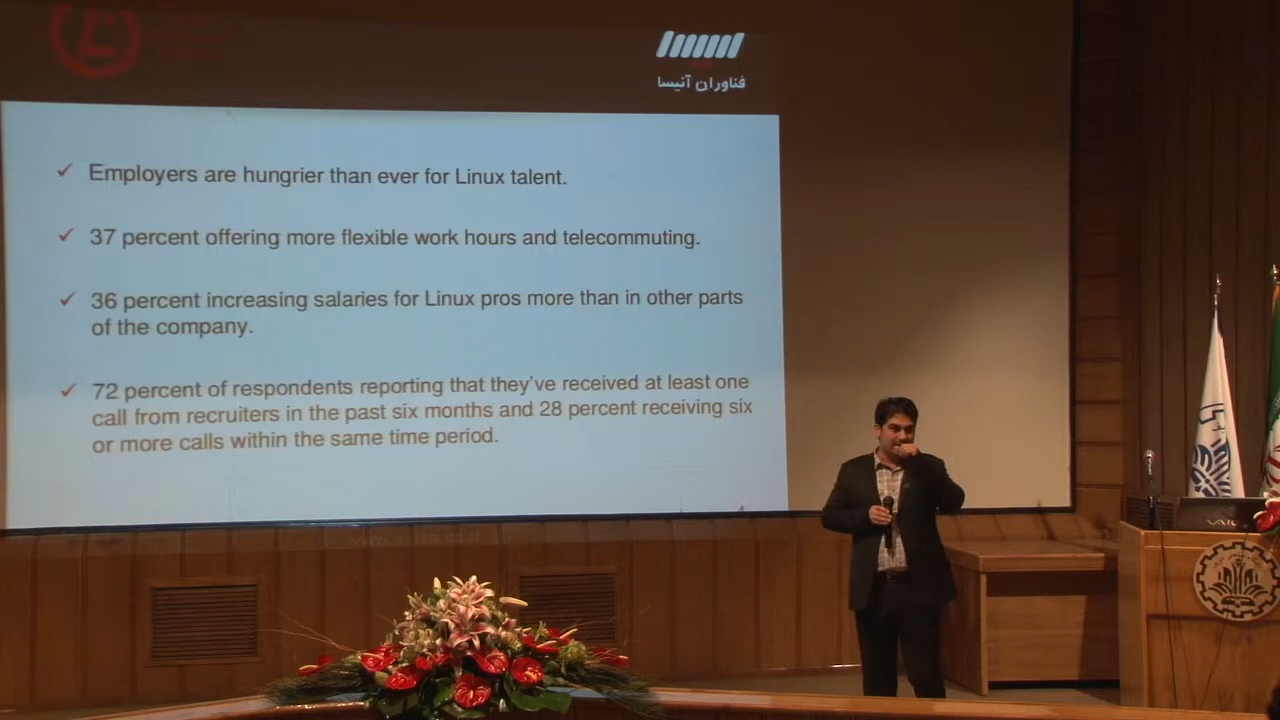 فناوران آنیسا
Employers are hungrier than ever for Linux talent.
37 percent offering more flexible work hours and telecommuting.
36 percent increasing salaries for Linux pros more than in other parts
of the company.
72 percent of respondents reporting that they've received at least one
call from recruiters in the past six months and 28 percent receiving six
or more calls within the same time period.
4
VAIO